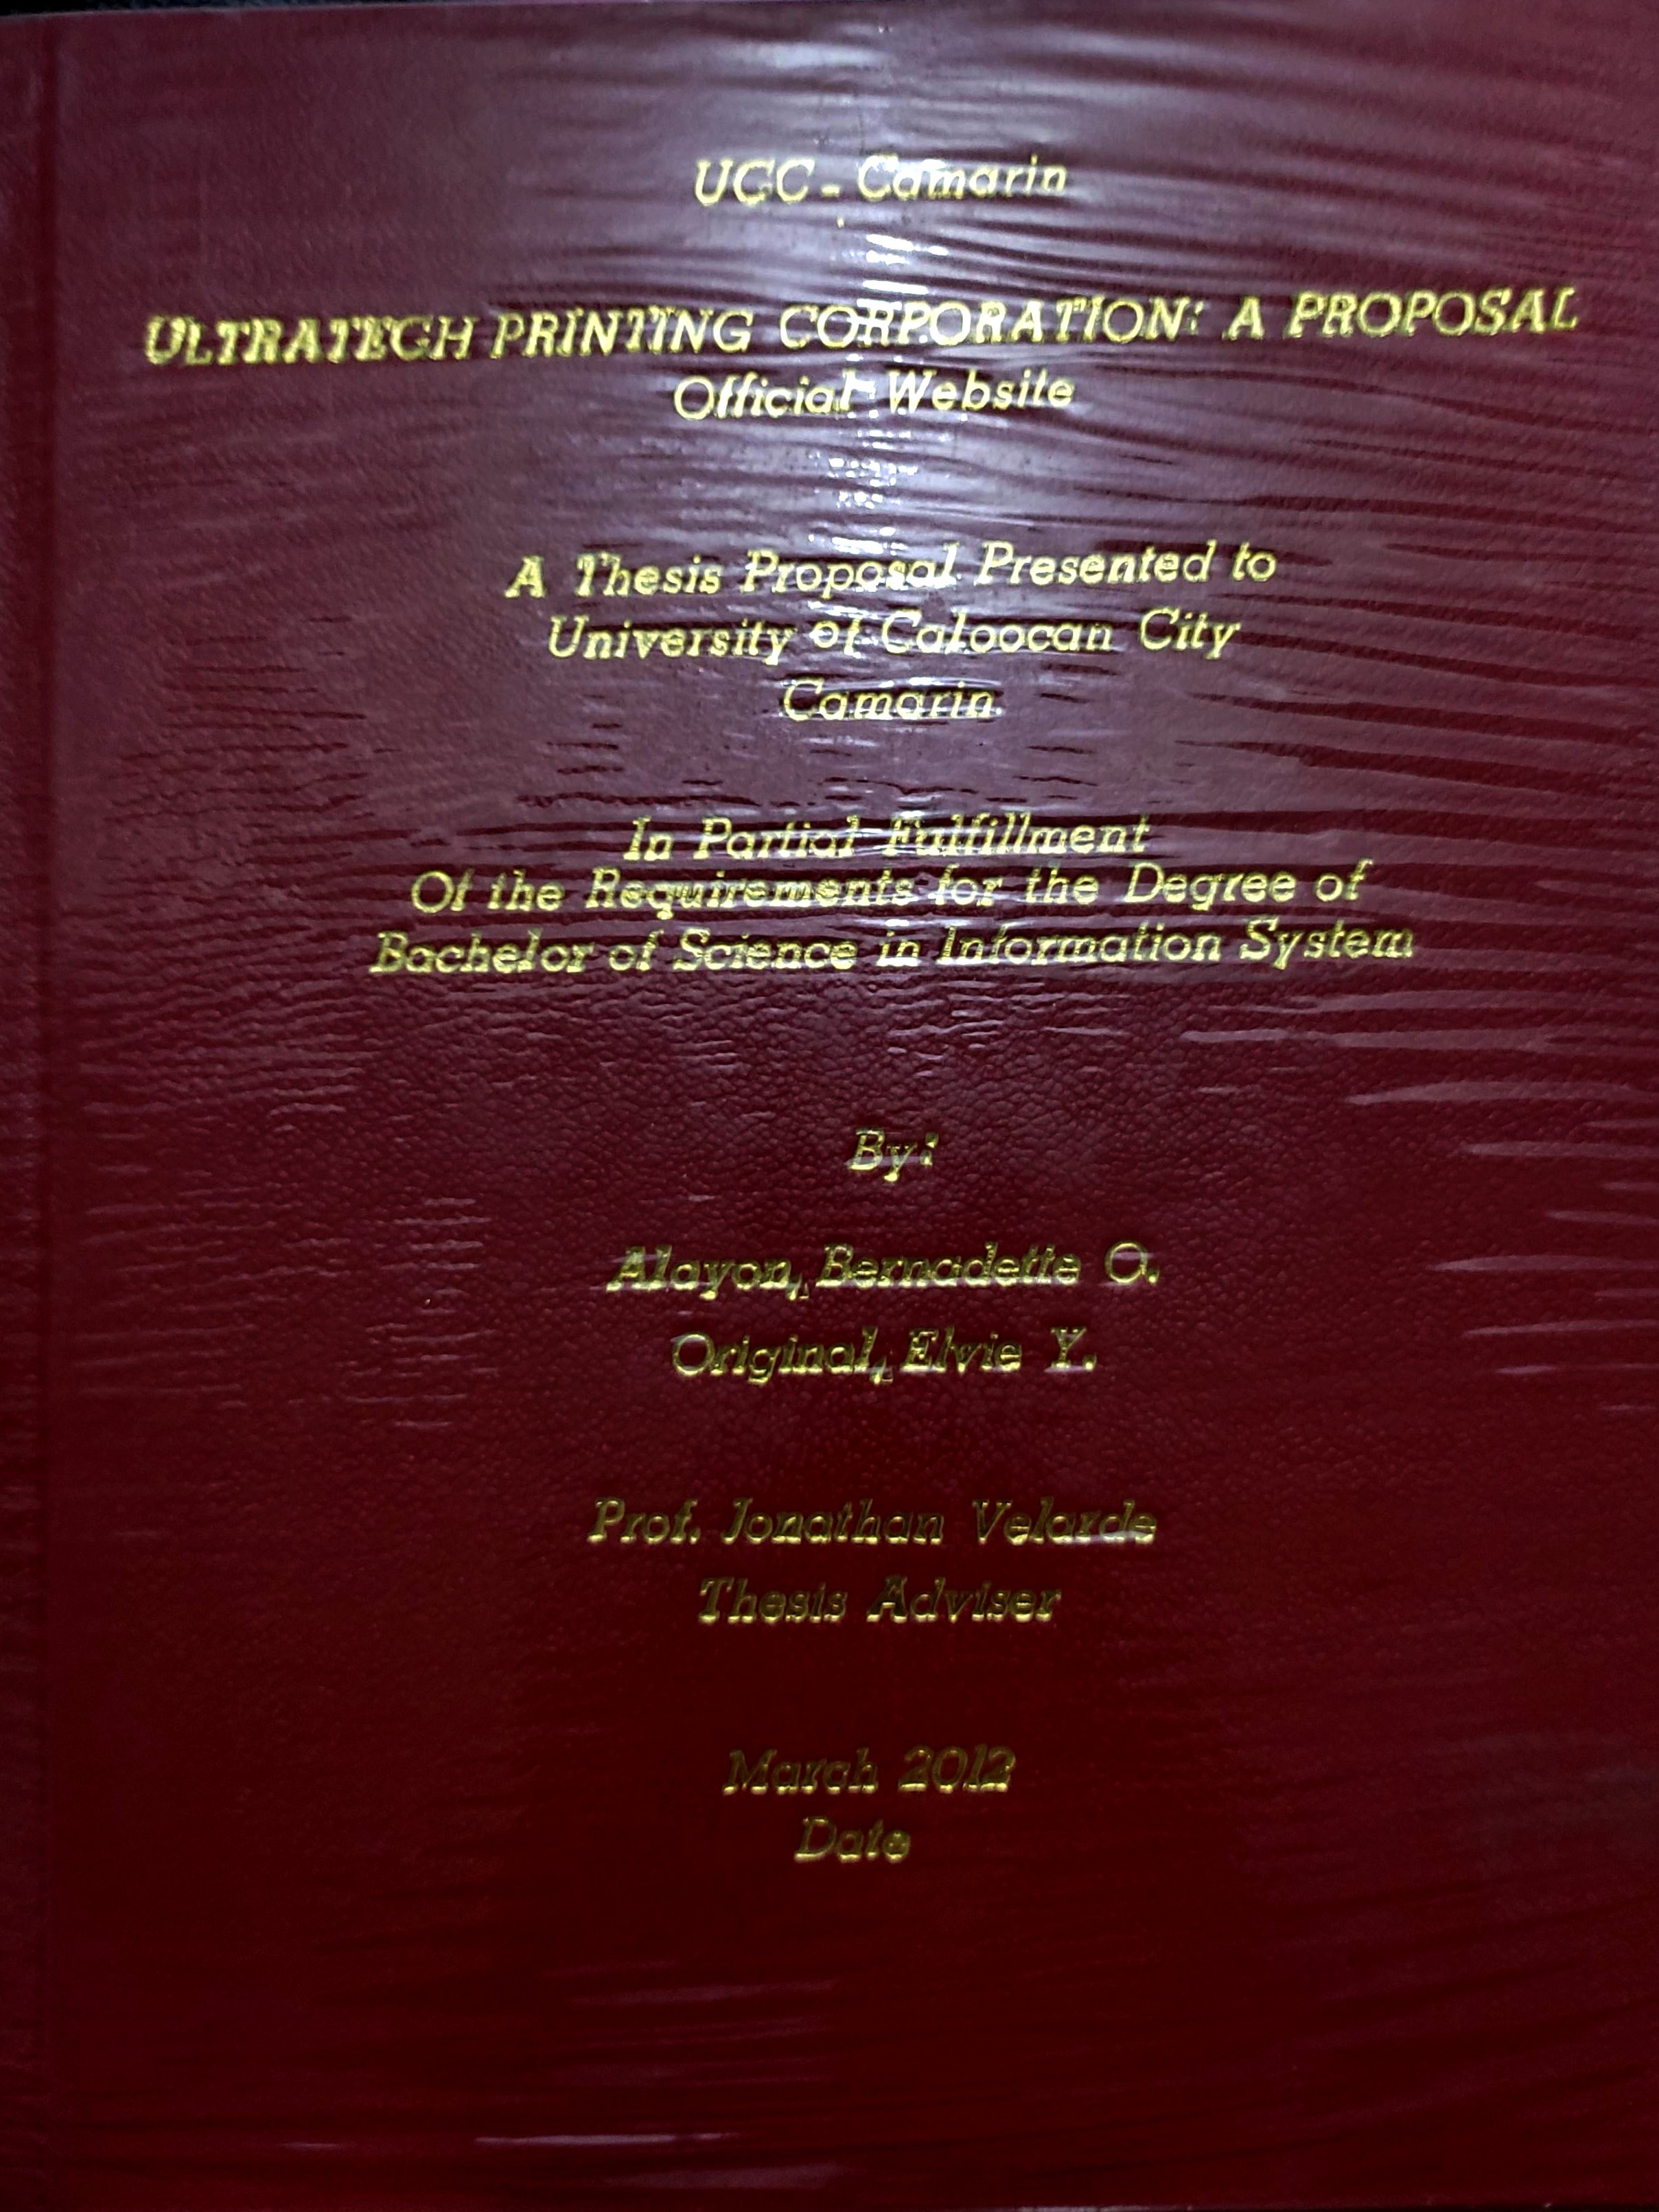 UCC - Camarin
ULTRATECH PRINTING CORPORATION: A PROPOSAL
Official Website
A Thesis Proposal Presented to
University of Caloocan City
Camarin
In Partial Fulfillment
Of the Requirements for the Degree of
Bachelor of Science in Information System
By:
Alayon, Bernadette O.
Original, Elvie Y.
Prof. Jonathan Velarde
Thesis Adviser
March 2012
Date